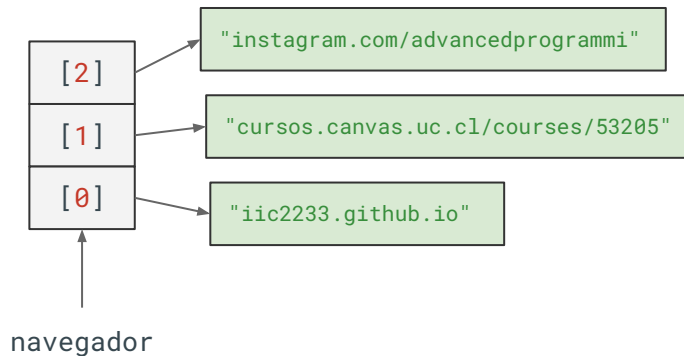 "instagram.com/advancedprogrammi"
[2]
"cursos.canvas.uc.cl/courses/53205"
[1]
[0]
"iic2233.github.io"
navegador